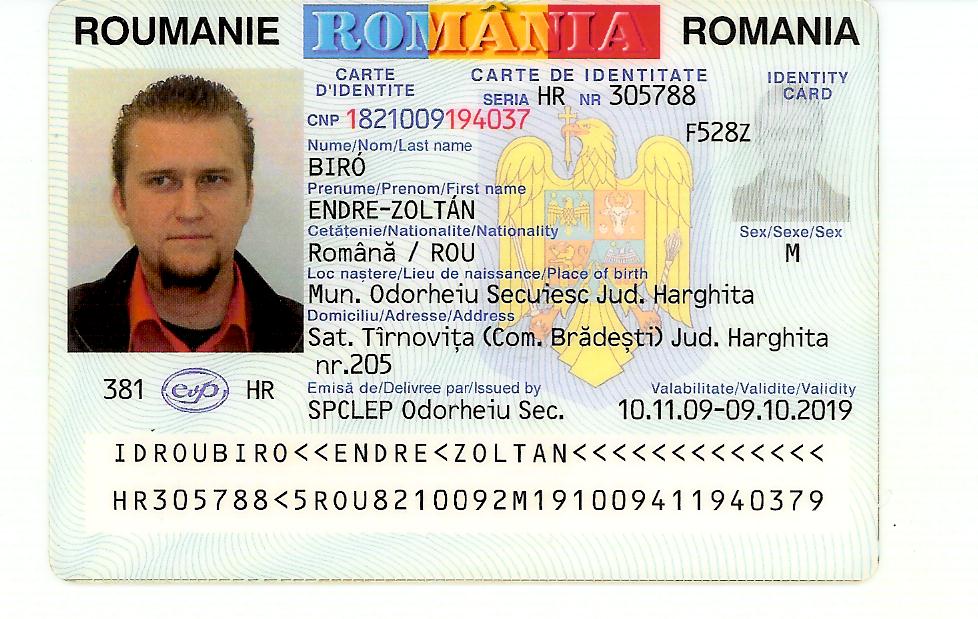 ROUMANIE ROMÂNIA ROMANIA
CARTE D'IDENTITE
CARTE DE IDENTITATE
IDENTITY CARD
SERIA HR NR 305788
CNP 1821009194037
F528Z
Nume/Nom/Last name
BIRÓ
Prenume/Prenom/First name
ENDRE-ZOLTÁN
Cetăţenie/Nationalite/Nationality
Română / ROU
Sex/Sexe/Sex
M
Loc naştere/Lieu de naissance/Place of birth
Mun. Odorheiu Secuiesc Jud. Harghita
Domiciliu/Adresse/Address
Sat. Tîrnovița (Com. Brădești) Jud. Harghita
nr.205
Emisă de/Delivree par/Issued by
SPCLEP Odorheiu Sec.
Valabilitate/Validite/Validity
10.11.09-09.10.2019
381 evp HR
IDROUBIRO<<ENDRE<ZOLTAN<<<<<<<<<<<<<
HR305788<5ROU8210092M191009411940379